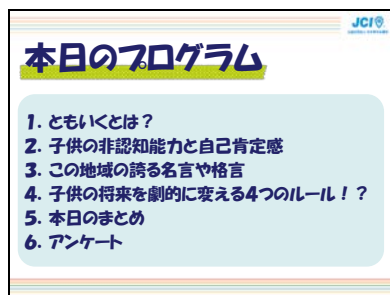 JCI
本日のプログラム
1. ともいくとは？
2. 子供の非認知能力と自己肯定感
3. この地域の誇る名言や格言
4. 子供の将来を劇的に変える4つのルール！？
5. 本日のまとめ
6. アンケート